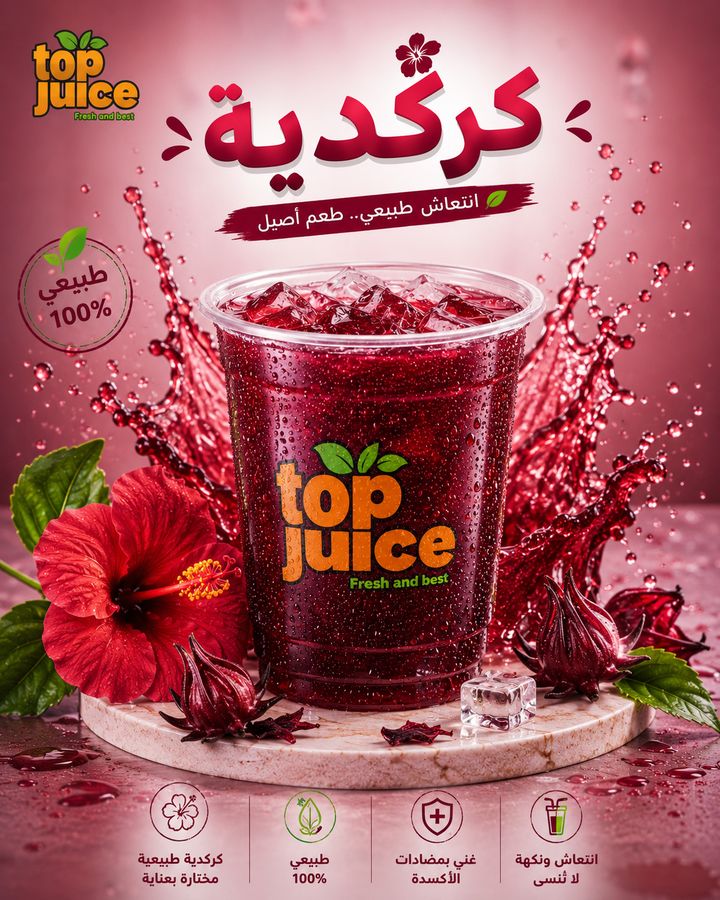 top
juice
Fresh and best
كركدية
انتعاش طبيعي.. طعم أصيل
طبيعي
100%
top
juice
Fresh and best
انتعاش ونكهة
لا تُنسى
غني بمضادات
الأكسدة
طبيعي
100%
كركدية طبيعية
مختارة بعناية